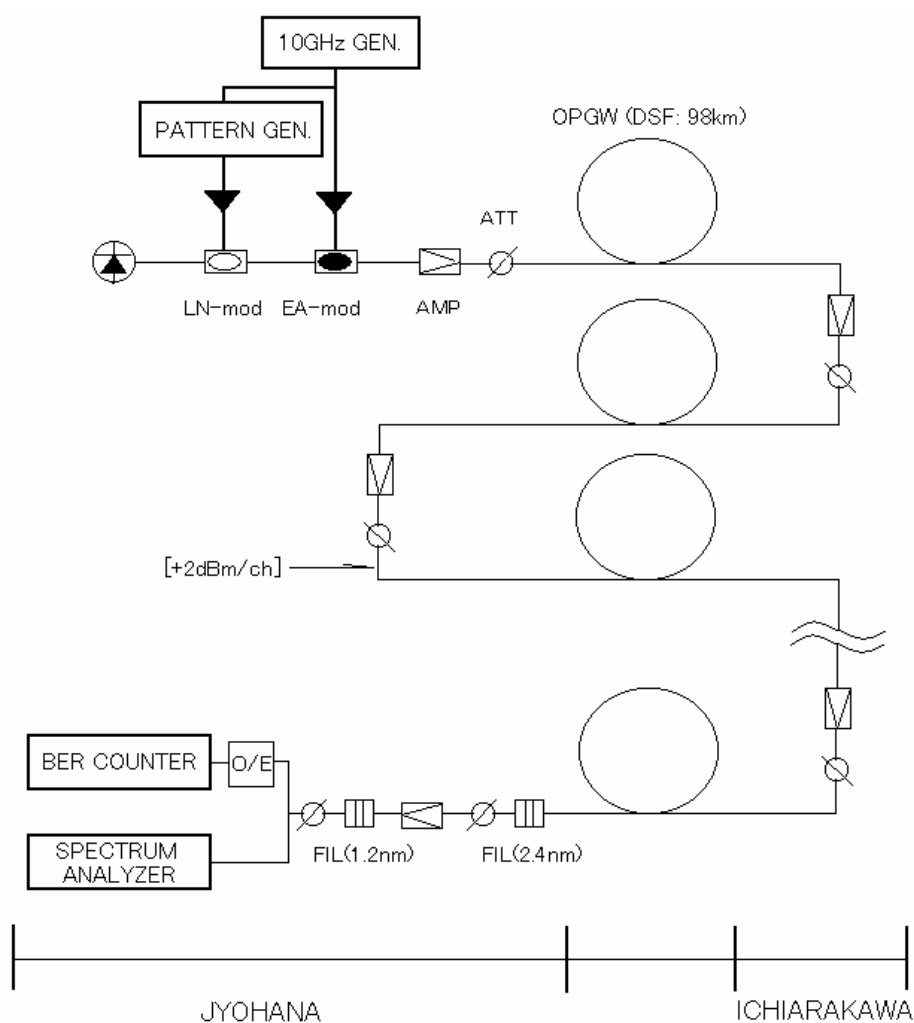 10GHz GEN.
PATTERN GEN.
OPGW (DSF: 98km)
ATT
LN-mod
EA-mod
AMP
[+2dBm/ch]
BER COUNTER
O/E
FIL(1.2nm)
FIL(2.4nm)
SPECTRUM
ANALYZER
JYOHANA
ICHIARAKAWA